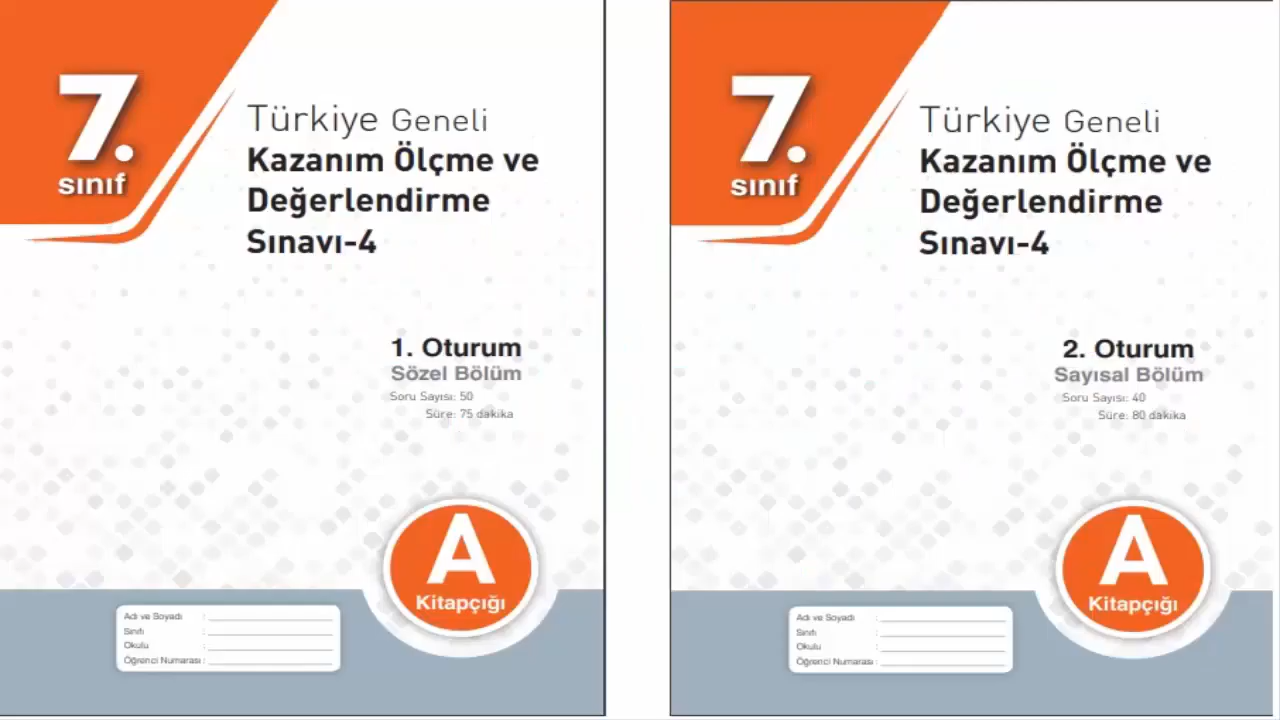 7.
sınıf
Türkiye Geneli
Kazanım Ölçme ve
Değerlendirme
Sınavı-4
1. Oturum
Sözel Bölüm
Soru Sayısı: 50
Süre: 75 dakika
A
Kitapçığı
Adı ve Soyadı :
Sınıfı :
Okulu :
Öğrenci Numarası :
7.
sınıf
Türkiye Geneli
Kazanım Ölçme ve
Değerlendirme
Sınavı-4
2. Oturum
Sayısal Bölüm
Soru Sayısı: 40
Süre: 80 dakika
A
Kitapçığı
Adı ve Soyadı :
Sınıfı :
Okulu :
Öğrenci Numarası :